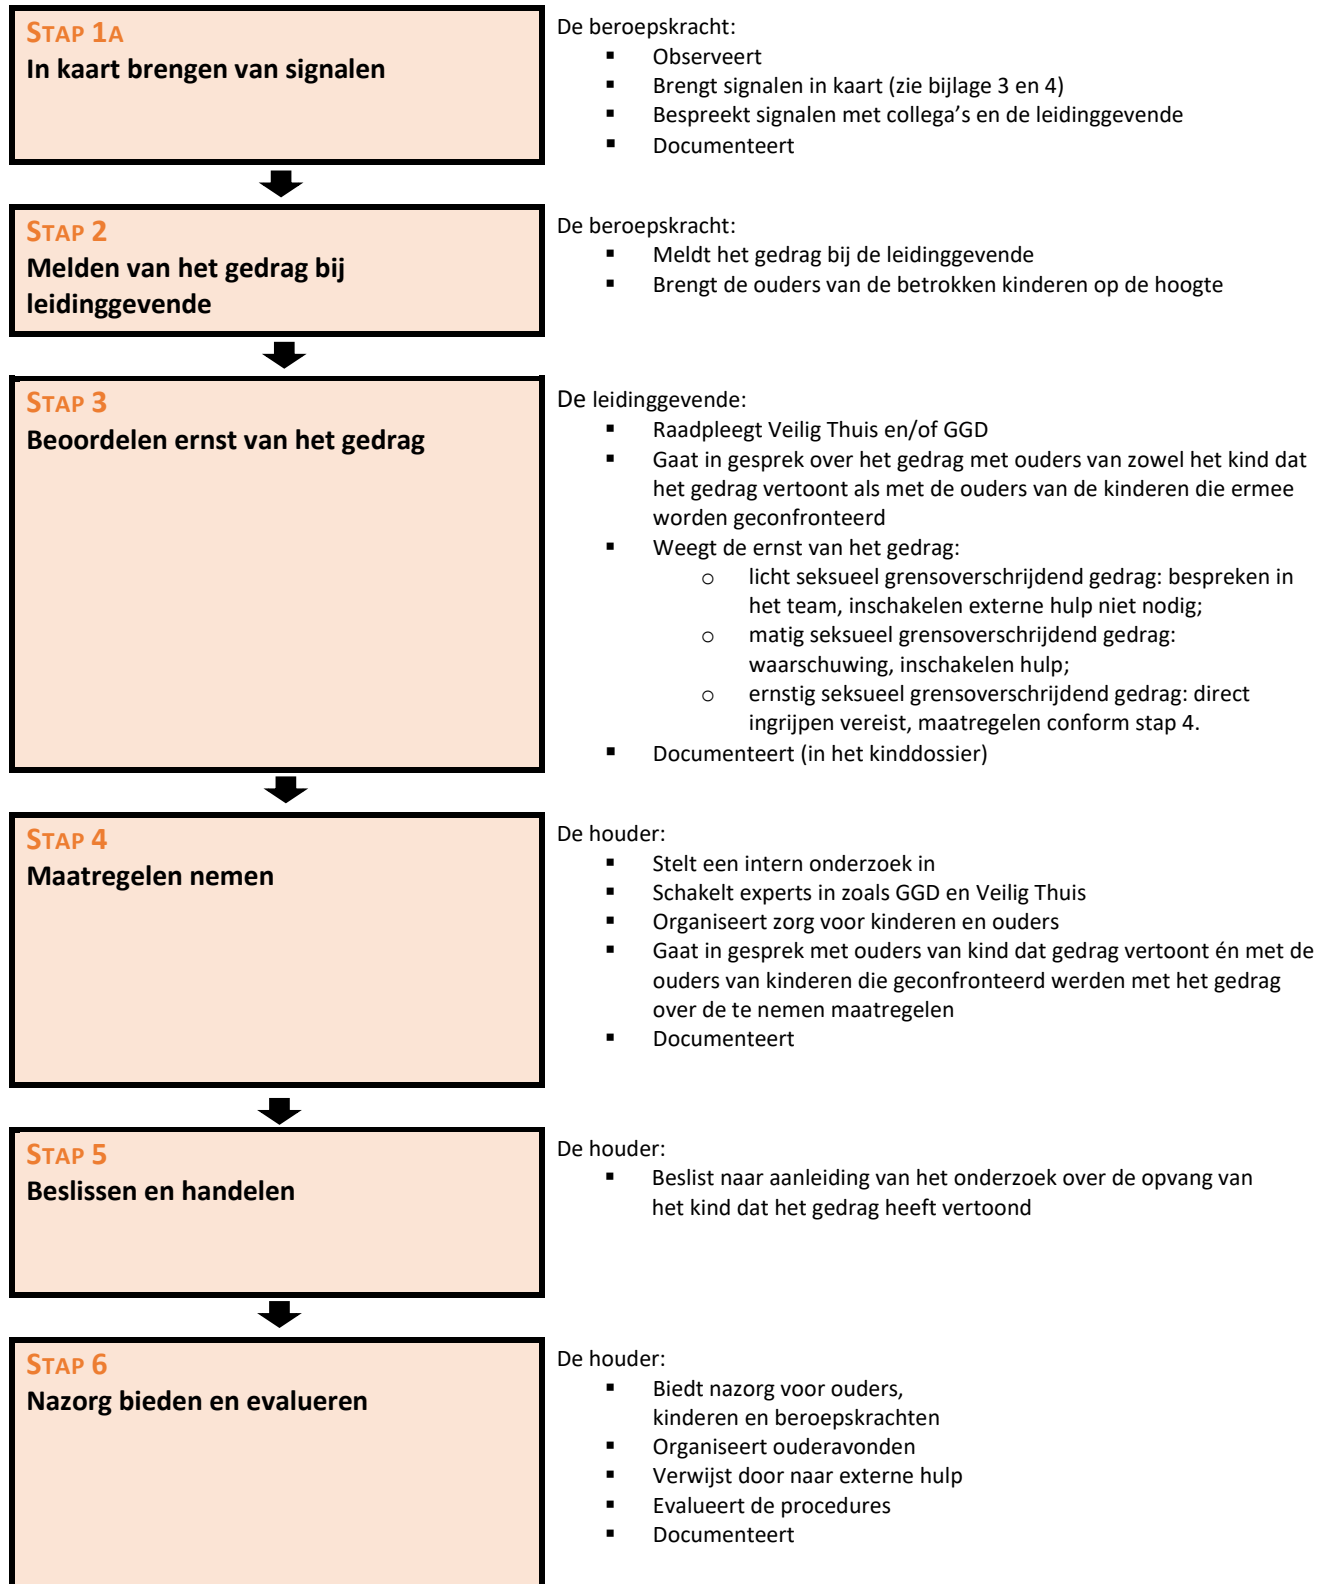 STAP 1A
In kaart brengen van signalen
De beroepskracht:
▪ Observeert
▪ Brengt signalen in kaart (zie bijlage 3 en 4)
▪ Bespreekt signalen met collega’s en de leidinggevende
▪ Documenteert
STAP 2
Melden van het gedrag bij
leidinggevende
De beroepskracht:
▪ Meldt het gedrag bij de leidinggevende
▪ Brengt de ouders van de betrokken kinderen op de hoogte
STAP 3
Beoordelen ernst van het gedrag
De leidinggevende:
▪ Raadpleegt Veilig Thuis en/of GGD
▪ Gaat in gesprek over het gedrag met ouders van zowel het kind dat
het gedrag vertoont als met de ouders van de kinderen die ermee
worden geconfronteerd
▪ Weegt de ernst van het gedrag:
o licht seksueel grensoverschrijdend gedrag: bespreken in
het team, inschakelen externe hulp niet nodig;
o matig seksueel grensoverschrijdend gedrag:
waarschuwing, inschakelen hulp;
o ernstig seksueel grensoverschrijdend gedrag: direct
ingrijpen vereist, maatregelen conform stap 4.
▪ Documenteert (in het kinddossier)
STAP 4
Maatregelen nemen
De houder:
▪ Stelt een intern onderzoek in
▪ Schakelt experts in zoals GGD en Veilig Thuis
▪ Organiseert zorg voor kinderen en ouders
▪ Gaat in gesprek met ouders van kind dat gedrag vertoont én met de
ouders van kinderen die geconfronteerd werden met het gedrag
over de te nemen maatregelen
▪ Documenteert
STAP 5
Beslissen en handelen
De houder:
▪ Beslist naar aanleiding van het onderzoek over de opvang van
het kind dat het gedrag heeft vertoond
STAP 6
Nazorg bieden en evalueren
De houder:
▪ Biedt nazorg voor ouders,
kinderen en beroepskrachten
▪ Organiseert ouderavonden
▪ Verwijst door naar externe hulp
▪ Evalueert de procedures
▪ Documenteert